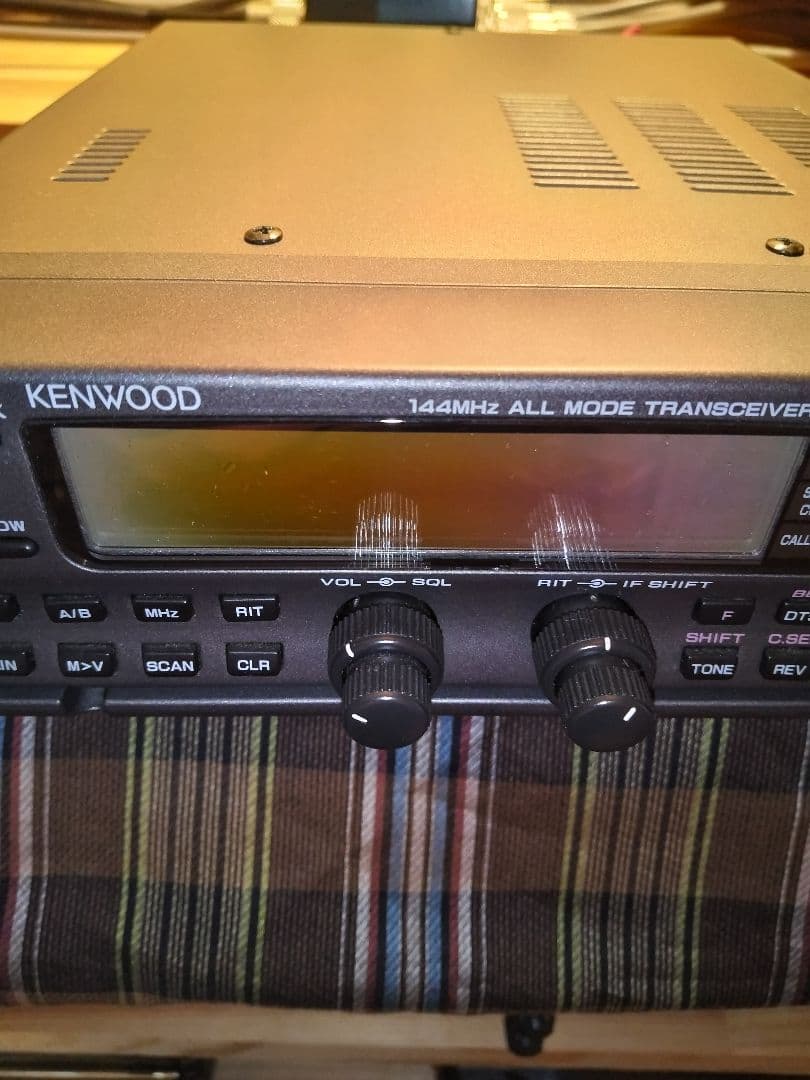 KENWOOD
144MHz ALL MODE TRANSCEIVER
CALL
VOL SQL
RIT IF SHIFT
A/B MHz RIT
F
SHIFT
M>V SCAN CLR
TONE REV